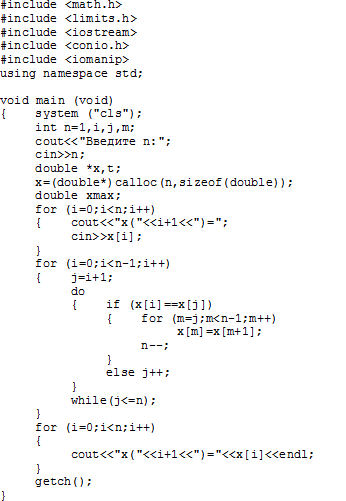 #include <math.h>
#include <limits.h>
#include <iostream>
#include <conio.h>
#include <iomanip>
using namespace std;

void main (void)
{    system ("cls");
     int n=1,i,j,m;
     cout<<"Введите n:";
     cin>>n;
     double *x,t;
     x=(double*)calloc(n,sizeof(double));
     double xmax;
     for (i=0;i<n;i++)
     {    cout<<"x("<<i+1<<")=";
          cin>>x[i];
     }
     for (i=0;i<n-1;i++)
     {    j=i+1;
          do
          {    if (x[i]==x[j])
               {    for (m=j;m<n-1;m++)
                         x[m]=x[m+1];
                    n--;
               }
               else j++;
          }
          while(j<=n);
     }
     for (i=0;i<n;i++)
     {
          cout<<"x("<<i+1<<")="<<x[i]<<endl;
     }
     getch();
}